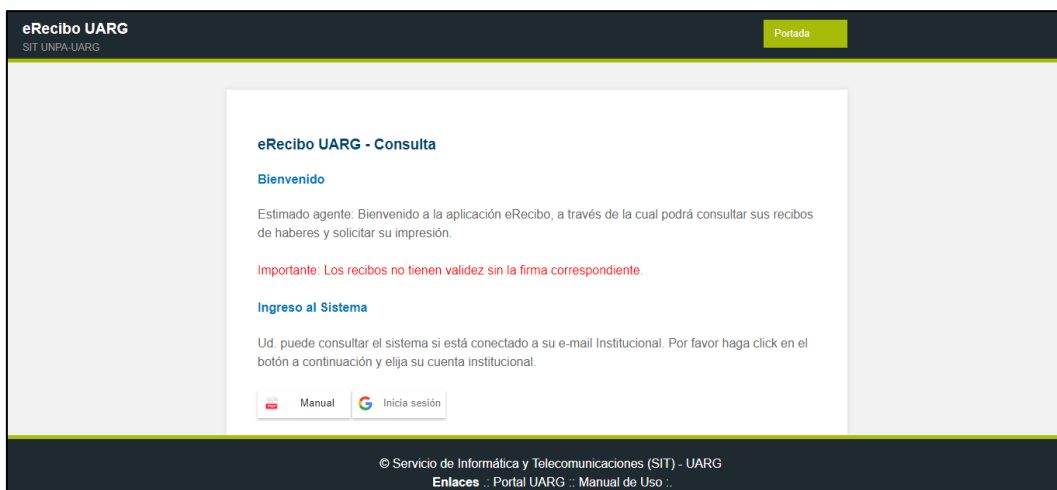 eRecibo UARG
SIT UNPA-UARG
Portada
eRecibo UARG - Consulta
Bienvenido
Estimado agente: Bienvenido a la aplicación eRecibo, a través de la cual podrá consultar sus recibos
de haberes y solicitar su impresión.
Importante: Los recibos no tienen validez sin la firma correspondiente.
Ingreso al Sistema
Ud. puede consultar el sistema si está conectado a su e-mail Institucional. Por favor haga click en el
botón a continuación y elija su cuenta institucional.
PDF Manual G Inicia sesión
© Servicio de Informática y Telecomunicaciones (SIT) - UARG
Enlaces .: Portal UARG :: Manual de Uso :.